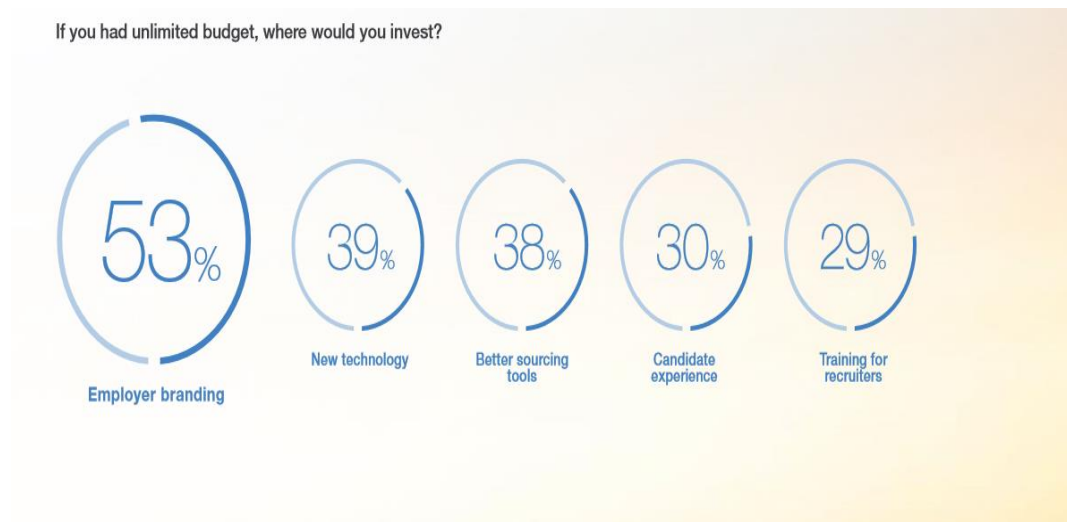 If you had unlimited budget, where would you invest?
53%
Employer branding
39%
New technology
38%
Better sourcing
tools
30%
Candidate
experience
29%
Training for
recruiters